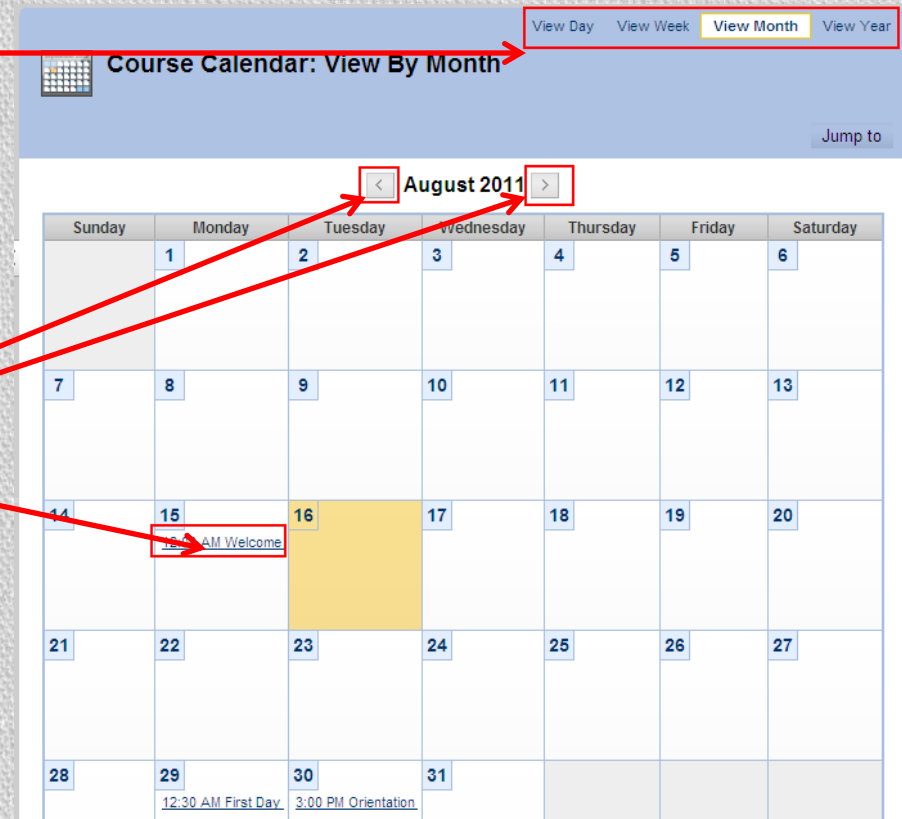 View Day View Week View Month View Year
Course Calendar: View By Month
Jump to
< August 2011 >
Sunday Monday Tuesday Wednesday Thursday Friday Saturday
1 2 3 4 5 6
7 8 9 10 11 12 13
14 15 16 17 18 19 20
AM Welcome
21 22 23 24 25 26 27
28 29 30 31
12:30 AM First Day 3:00 PM Orientation